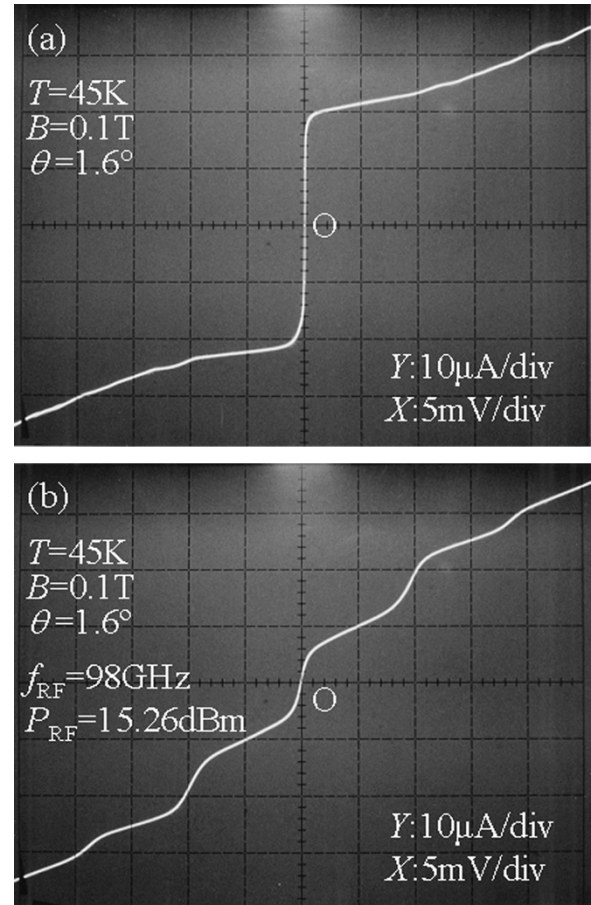 (a)
T=45K
B=0.1T
θ=1.6°
O
Y:10μA/div
X:5mV/div
(b)
T=45K
B=0.1T
θ=1.6°
fRF=98GHz
PRF=15.26dBm
O
Y:10μA/div
X:5mV/div